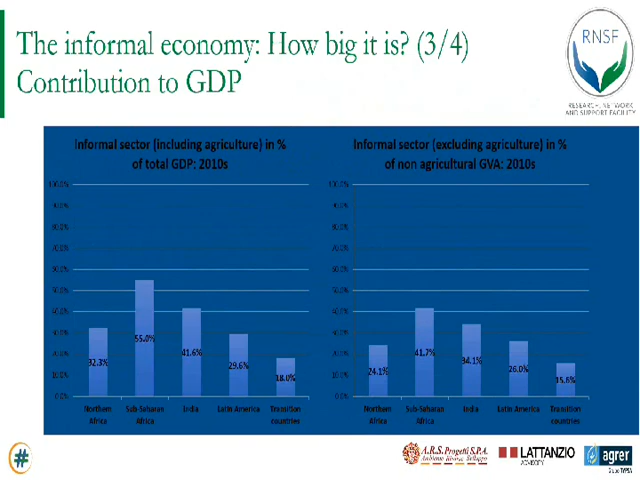 The informal economy: How big it is? (3/4)
Contribution to GDP
RNSF
RESEARCH, NETWORK
AND SUPPORT FACILITY
Informal sector (including agriculture) in %
of total GDP: 2010s
100.0%
90.0%
80.0%
70.0%
60.0%
50.0%
40.0%
30.0%
20.0%
10.0%
0.0%
32.3%
55.0%
41.6%
29.6%
18.0%
Northern
Africa
Sub-Saharan
Africa
India
Latin America
Transition
countries
Informal sector (excluding agriculture) in %
of non agricultural GVA: 2010s
100.0%
90.0%
80.0%
70.0%
60.0%
50.0%
40.0%
30.0%
20.0%
10.0%
0.0%
24.1%
41.7%
34.1%
26.0%
15.6%
Northern
Africa
Sub-Saharan
Africa
India
Latin America
Transition
countries
#
A.R.S. Progetti S.P.A.
Ambiente Risorse Sviluppo
LATTANZIO
ADVISORY
agrer
TYPSA